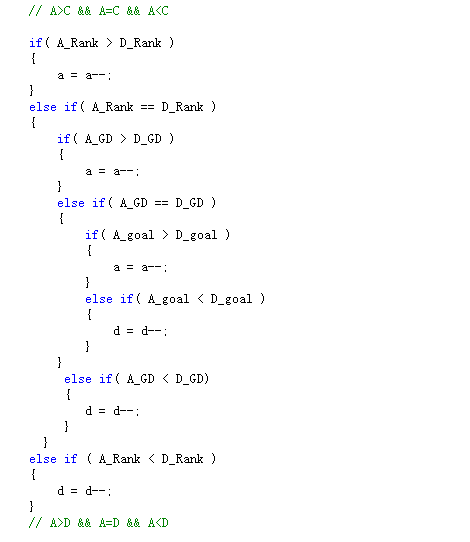 // A>C && A=C && A<C
if( A_Rank > D_Rank )
{
a = a--;
}
else if( A_Rank == D_Rank )
{
if( A_GD > D_GD )
{
a = a--;
}
else if( A_GD == D_GD )
{
if( A_goal > D_goal )
{
a = a--;
}
else if( A_goal < D_goal )
{
d = d--;
}
}
else if( A_GD < D_GD)
{
d = d--;
}
}
else if ( A_Rank < D_Rank )
{
d = d--;
}
// A>D && A=D && A<D